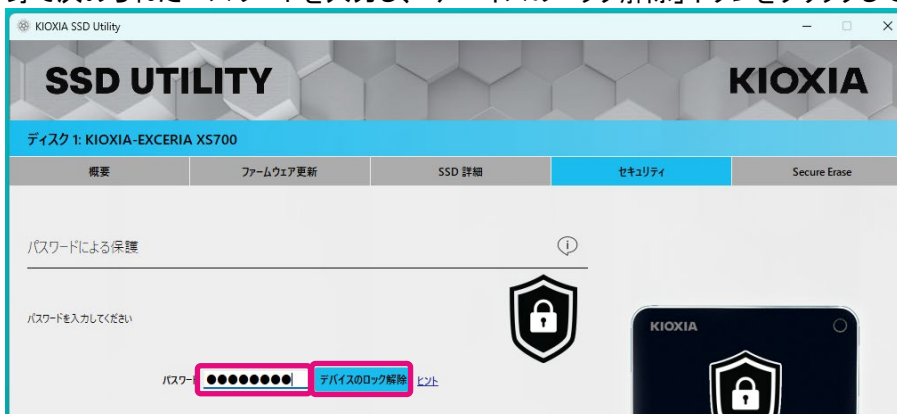 KIOXIA SSD Utility
SSD UTILITY
KIOXIA
ディスク 1: KIOXIA-EXCERIA XS700
概要
ファームウェア更新
SSD 詳細
セキュリティ
Secure Erase
パスワードによる保護
パスワードを入力してください
KIOXIA
パスワード ●●●●●●●● デバイスのロック解除 ヒント